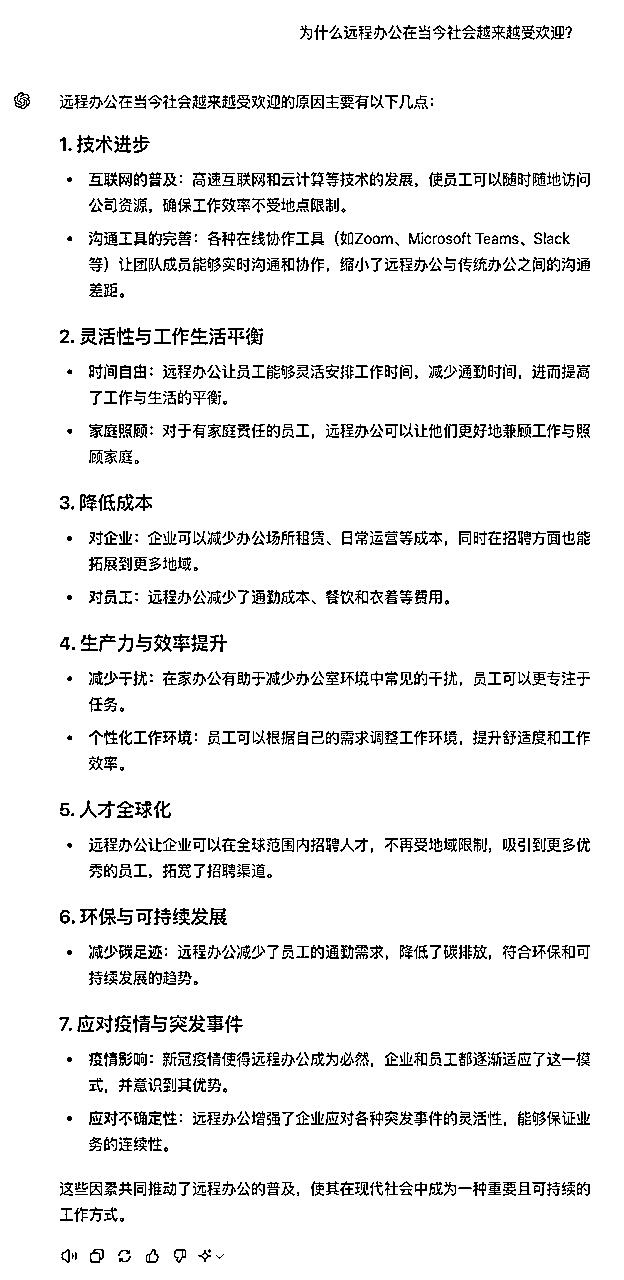 为什么远程办公在当今社会越来越受欢迎?
远程办公在当今社会越来越受欢迎的原因主要有以下几点：
1. 技术进步
• 互联网的普及：高速互联网和云计算等技术的发展，使员工可以随时随地访问
公司资源，确保工作效率不受地点限制。
• 沟通工具的完善：各种在线协作工具（如Zoom、Microsoft Teams、Slack
等）让团队成员能够实时沟通和协作，缩小了远程办公与传统办公之间的沟通
差距。
2. 灵活性与工作生活平衡
• 时间自由：远程办公让员工能够灵活安排工作时间，减少通勤时间，进而提高
了工作与生活的平衡。
• 家庭照顾：对于有家庭责任的员工，远程办公可以让他们更好地兼顾工作与照
顾家庭。
3. 降低成本
• 对企业：企业可以减少办公场所租赁、日常运营等成本，同时在招聘方面也能
拓展到更多地域。
• 对员工：远程办公减少了通勤成本、餐饮和衣着等费用。
4. 生产力与效率提升
• 减少干扰：在家办公有助于减少办公室环境中常见的干扰，员工可以更专注于
任务。
• 个性化工作环境：员工可以根据自己的需求调整工作环境，提升舒适度和工作
效率。
5. 人才全球化
• 远程办公让企业可以在全球范围内招聘人才，不再受地域限制，吸引到更多优
秀的员工，拓宽了招聘渠道。
6. 环保与可持续发展
• 减少碳足迹：远程办公减少了员工的通勤需求，降低了碳排放，符合环保和可
持续发展的趋势。
7. 应对疫情与突发事件
• 疫情影响：新冠疫情使得远程办公成为必然，企业和员工都逐渐适应了这一模
式，并意识到其优势。
• 应对不确定性：远程办公增强了企业应对各种突发事件的灵活性，能够保证业
务的连续性。
这些因素共同推动了远程办公的普及，使其在现代社会中成为一种重要且可持续的
工作方式。